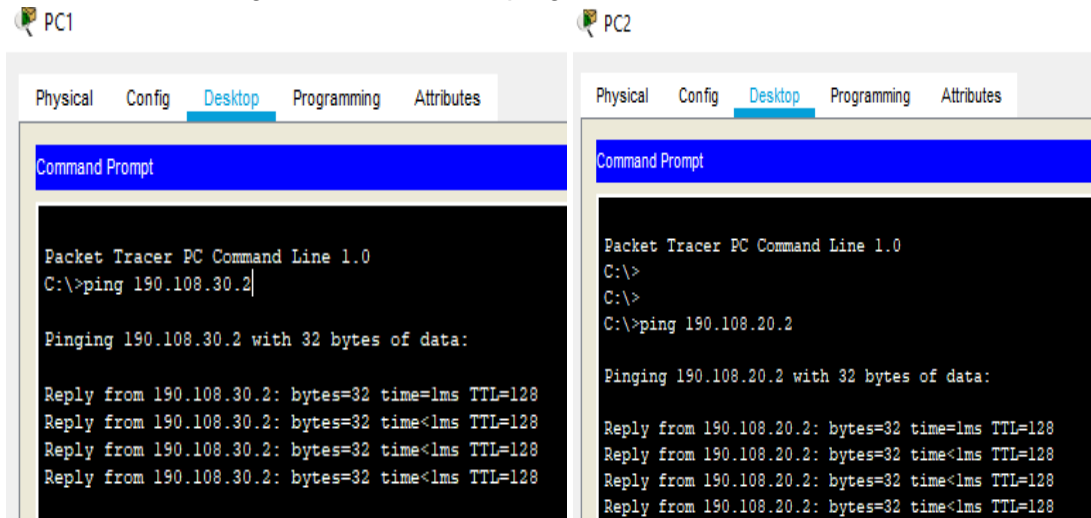 PC1
Physical Config Desktop Programming Attributes
Command Prompt
Packet Tracer PC Command Line 1.0
C:\>ping 190.108.30.2
Pinging 190.108.30.2 with 32 bytes of data:
Reply from 190.108.30.2: bytes=32 time=1ms TTL=128
Reply from 190.108.30.2: bytes=32 time<1ms TTL=128
Reply from 190.108.30.2: bytes=32 time<1ms TTL=128
Reply from 190.108.30.2: bytes=32 time<1ms TTL=128
PC2
Physical Config Desktop Programming Attributes
Command Prompt
Packet Tracer PC Command Line 1.0
C:\>
C:\>
C:\>ping 190.108.20.2
Pinging 190.108.20.2 with 32 bytes of data:
Reply from 190.108.20.2: bytes=32 time=1ms TTL=128
Reply from 190.108.20.2: bytes=32 time<1ms TTL=128
Reply from 190.108.20.2: bytes=32 time<1ms TTL=128
Reply from 190.108.20.2: bytes=32 time<1ms TTL=128